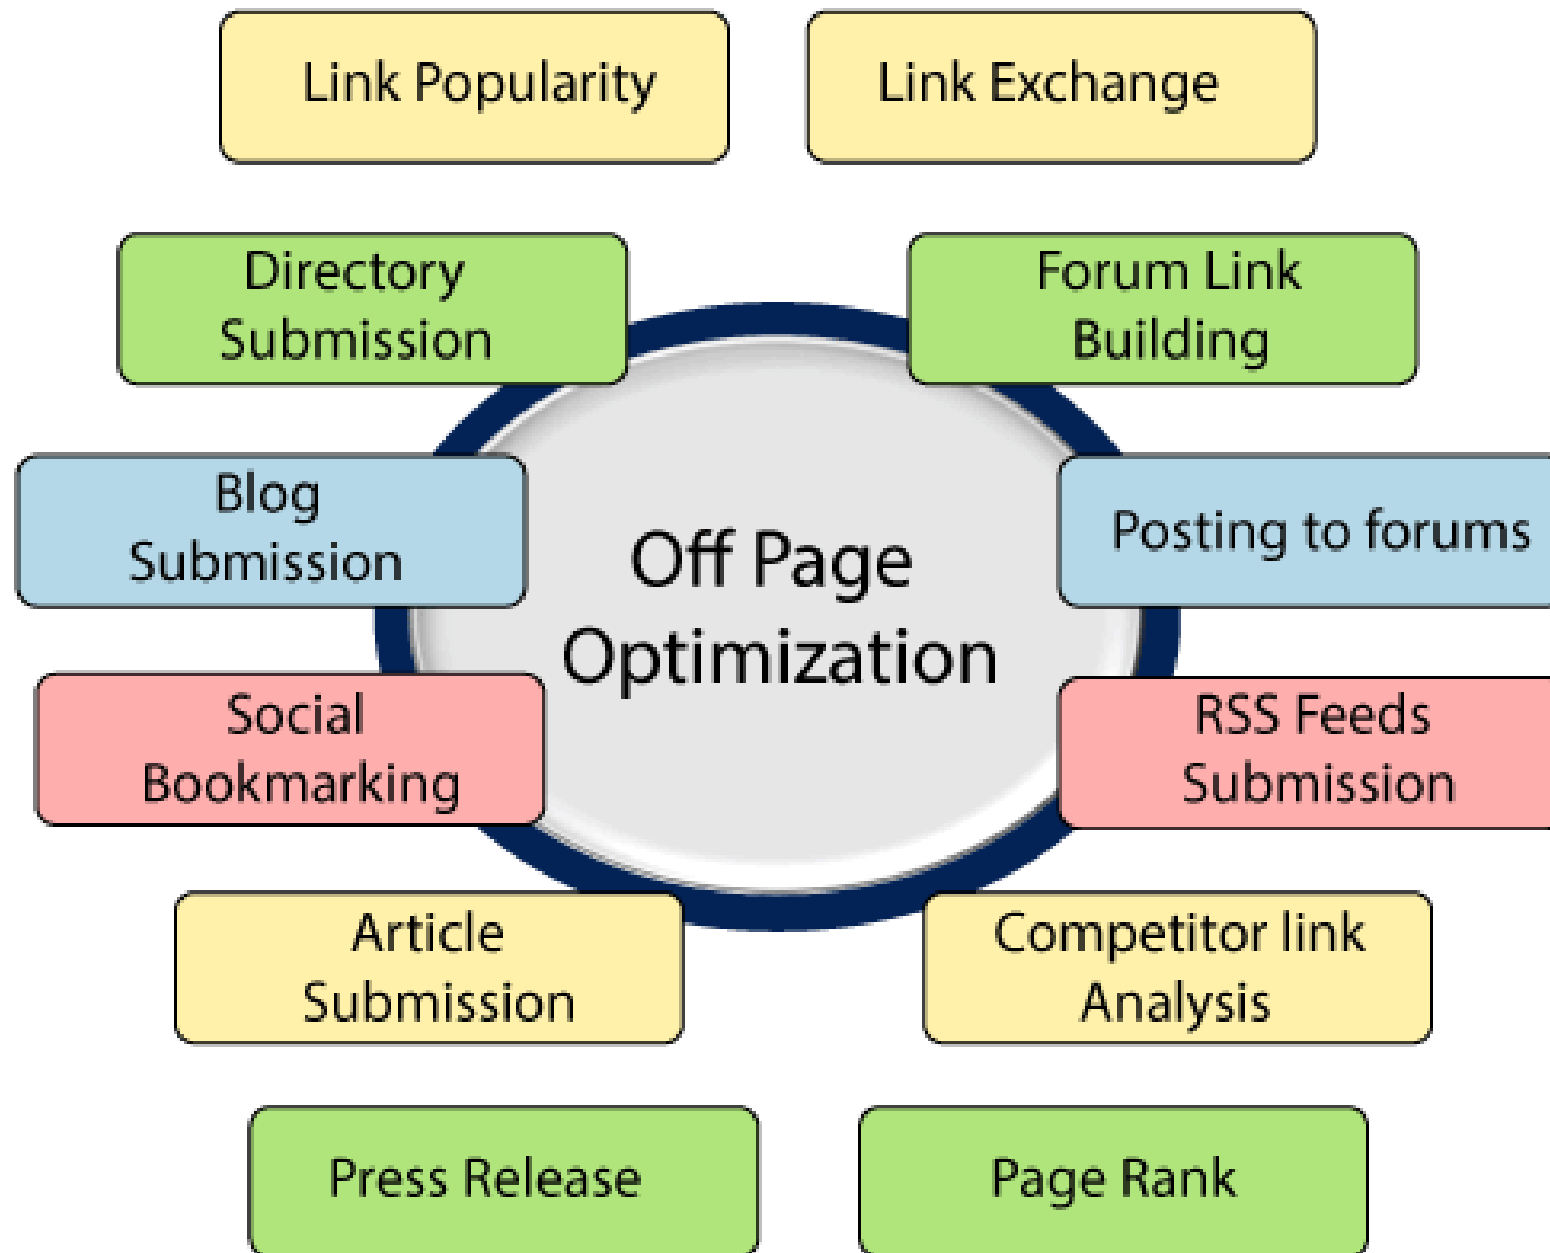 Link Popularity
Link Exchange
Directory
Submission
Forum Link
Building
Blog
Submission
Posting to forums
Off Page
Optimization
Social
Bookmarking
RSS Feeds
Submission
Article
Submission
Competitor link
Analysis
Press Release
Page Rank